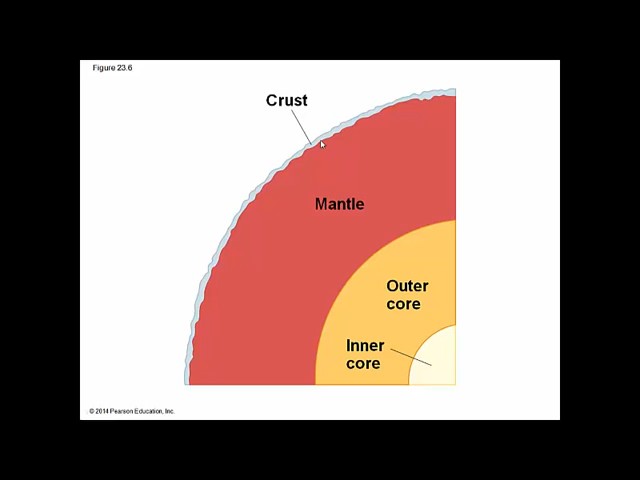 Figure 23.6
Crust
Mantle
Outer
core
Inner
core
© 2014 Pearson Education, Inc.